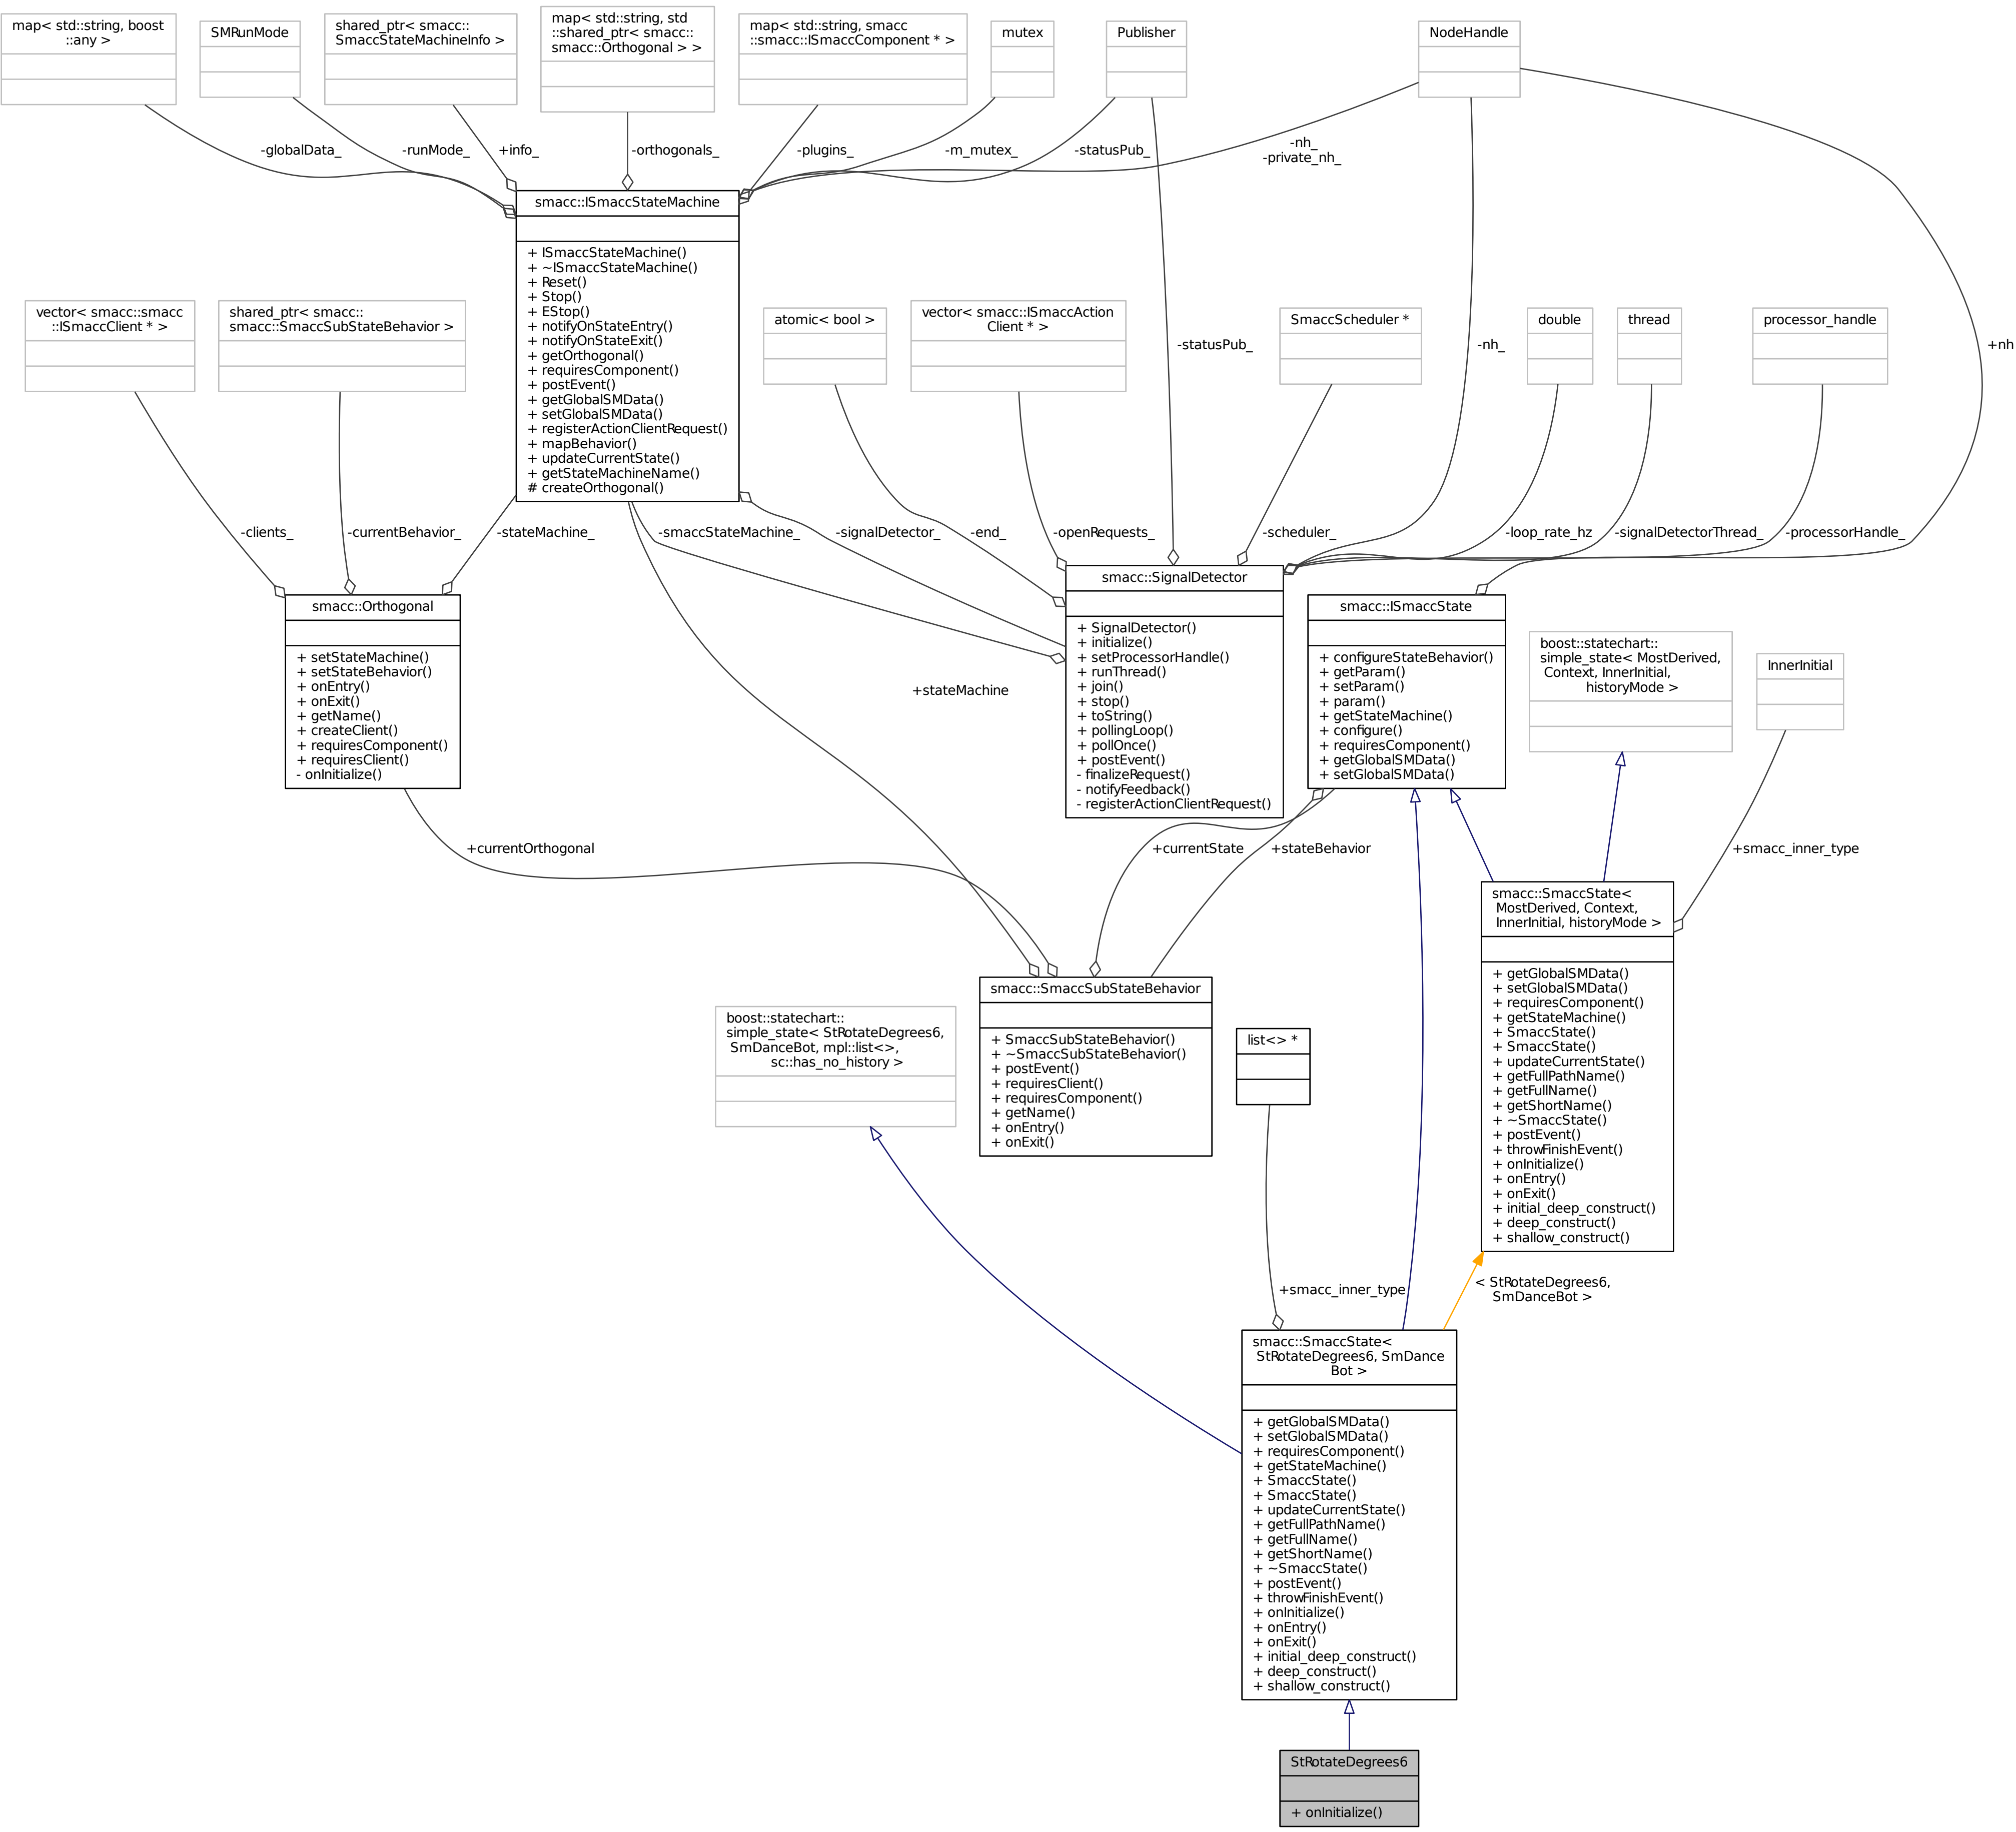 map< std::string, boost
::any >
SMRunMode
shared_ptr< smacc::
SmaccStateMachineInfo >
map< std::string, std
::shared_ptr< smacc::
smacc::Orthogonal > >
map< std::string, smacc
::smacc::ISmaccComponent * >
mutex
Publisher
NodeHandle
-globalData_
-runMode_
+info_
-orthogonals_
-plugins_
-m_mutex_
-statusPub_
-nh_
-private_nh_
smacc::ISmaccStateMachine
+ ISmaccStateMachine()
+ ~ISmaccStateMachine()
+ Reset()
+ Stop()
+ EStop()
+ notifyOnStateEntry()
+ notifyOnStateExit()
+ getOrthogonal()
+ requiresComponent()
+ postEvent()
+ getGlobalSMData()
+ setGlobalSMData()
+ registerActionClientRequest()
+ mapBehavior()
+ updateCurrentState()
+ getStateMachineName()
# createOrthogonal()
vector< smacc::smacc
::ISmaccClient * >
shared_ptr< smacc::
smacc::SmaccSubStateBehavior >
atomic< bool >
vector< smacc::ISmaccAction
Client * >
SmaccScheduler *
double
thread
processor_handle
-statusPub_
-nh_
+nh
-clients_
-currentBehavior_
-stateMachine_
-smaccStateMachine_
-signalDetector_
-end_
-openRequests_
-scheduler_
-loop_rate_hz
-signalDetectorThread_
-processorHandle_
smacc::Orthogonal
+ setStateMachine()
+ setStateBehavior()
+ onEntry()
+ onExit()
+ getName()
+ createClient()
+ requiresComponent()
+ requiresClient()
- onInitialize()
smacc::SignalDetector
+ SignalDetector()
+ initialize()
+ setProcessorHandle()
+ runThread()
+ join()
+ stop()
+ toString()
+ pollingLoop()
+ pollOnce()
+ postEvent()
- finalizeRequest()
- notifyFeedback()
- registerActionClientRequest()
smacc::ISmaccState
+ configureStateBehavior()
+ getParam()
+ setParam()
+ param()
+ getStateMachine()
+ configure()
+ requiresComponent()
+ getGlobalSMData()
+ setGlobalSMData()
boost::statechart::
simple_state< MostDerived,
Context, InnerInitial,
historyMode >
InnerInitial
+stateMachine
+currentOrthogonal
+currentState
+stateBehavior
+smacc_inner_type
smacc::SmaccState<
MostDerived, Context,
InnerInitial, historyMode >
+ getGlobalSMData()
+ setGlobalSMData()
+ requiresComponent()
+ getStateMachine()
+ SmaccState()
+ SmaccState()
+ updateCurrentState()
+ getFullPathName()
+ getFullName()
+ getShortName()
+ ~SmaccState()
+ postEvent()
+ throwFinishEvent()
+ onInitialize()
+ onEntry()
+ onExit()
+ initial_deep_construct()
+ deep_construct()
+ shallow_construct()
boost::statechart::
simple_state< StRotateDegrees6,
SmDanceBot, mpl::list<>,
sc::has_no_history >
smacc::SmaccSubStateBehavior
+ SmaccSubStateBehavior()
+ ~SmaccSubStateBehavior()
+ postEvent()
+ requiresClient()
+ requiresComponent()
+ getName()
+ onEntry()
+ onExit()
list<> *
+smacc_inner_type
< StRotateDegrees6,
SmDanceBot >
smacc::SmaccState<
StRotateDegrees6, SmDance
Bot >
+ getGlobalSMData()
+ setGlobalSMData()
+ requiresComponent()
+ getStateMachine()
+ SmaccState()
+ SmaccState()
+ updateCurrentState()
+ getFullPathName()
+ getFullName()
+ getShortName()
+ ~SmaccState()
+ postEvent()
+ throwFinishEvent()
+ onInitialize()
+ onEntry()
+ onExit()
+ initial_deep_construct()
+ deep_construct()
+ shallow_construct()
StRotateDegrees6
+ onInitialize()